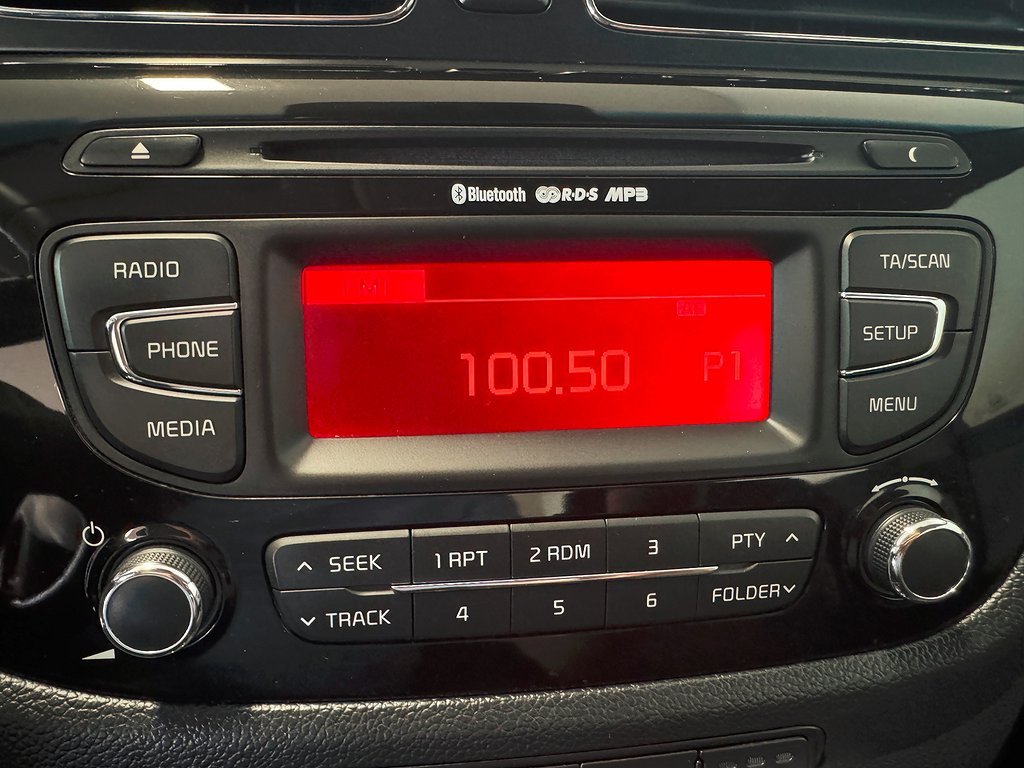 Bluetooth R·D·S MP3
RADIO
PHONE
MEDIA
100.50 P1
TA/SCAN
SETUP
MENU
SEEK
TRACK
1 RPT
2 RDM
3
4
5
6
PTY
FOLDER